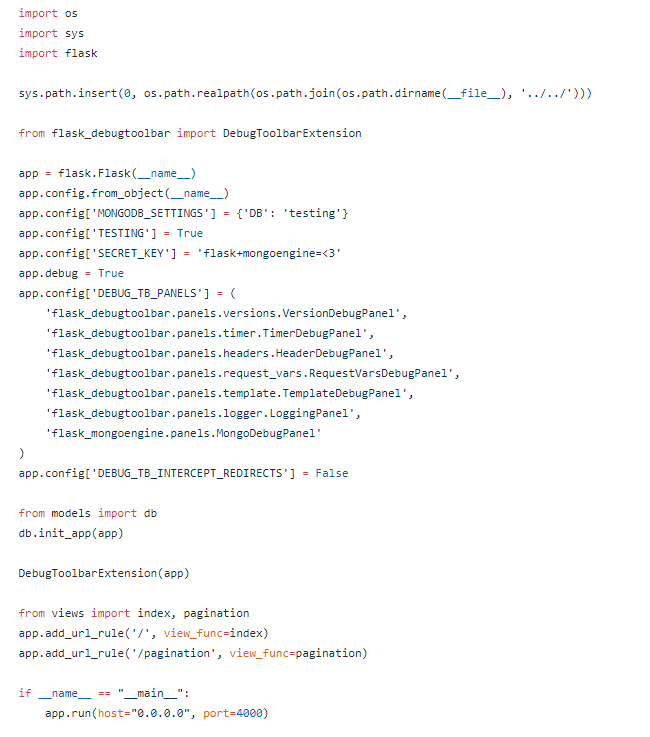 import os
import sys
import flask

sys.path.insert(0, os.path.realpath(os.path.join(os.path.dirname(__file__), '../../')))

from flask_debugtoolbar import DebugToolbarExtension

app = flask.Flask(__name__)
app.config.from_object(__name__)
app.config['MONGODB_SETTINGS'] = {'DB': 'testing'}
app.config['TESTING'] = True
app.config['SECRET_KEY'] = 'flask+mongoengine=<3'
app.debug = True
app.config['DEBUG_TB_PANELS'] = (
    'flask_debugtoolbar.panels.versions.VersionDebugPanel',
    'flask_debugtoolbar.panels.timer.TimerDebugPanel',
    'flask_debugtoolbar.panels.headers.HeaderDebugPanel',
    'flask_debugtoolbar.panels.request_vars.RequestVarsDebugPanel',
    'flask_debugtoolbar.panels.template.TemplateDebugPanel',
    'flask_debugtoolbar.panels.logger.LoggingPanel',
    'flask_mongoengine.panels.MongoDebugPanel'
)
app.config['DEBUG_TB_INTERCEPT_REDIRECTS'] = False

from models import db
db.init_app(app)

DebugToolbarExtension(app)

from views import index, pagination
app.add_url_rule('/', view_func=index)
app.add_url_rule('/pagination', view_func=pagination)

if __name__ == "__main__":
    app.run(host="0.0.0.0", port=4000)